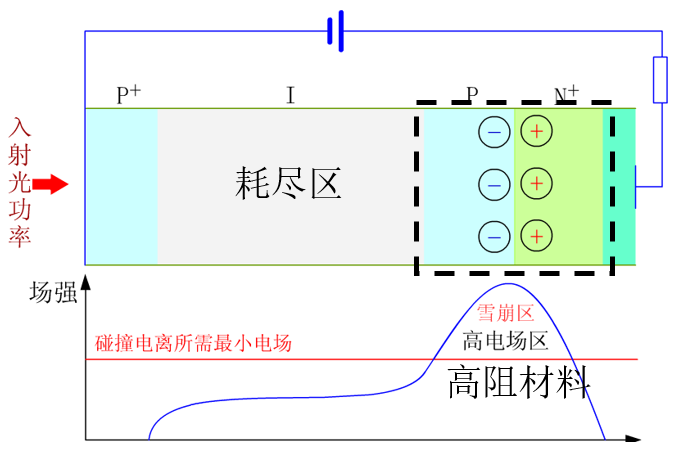 P+
I
P
N+
入射光功率
− +
耗尽区
− +
− +
场强
雪崩区
碰撞电离所需最小电场
高电场区
高阻材料